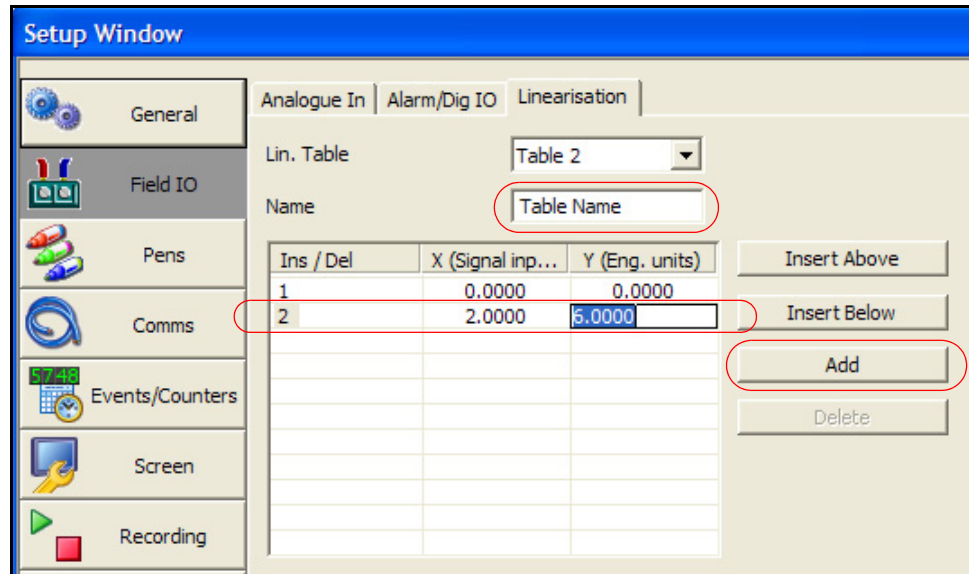 Setup Window
General
Field IO
Pens
Comms
Events/Counters
Screen
Recording
Analogue In Alarm/Dig IO Linearisation
Lin. Table Table 2
Name Table Name
Ins / Del X (Signal inp... Y (Eng. units)
1 0.0000 0.0000
2 2.0000 6.0000
Insert Above
Insert Below
Add
Delete
57:48